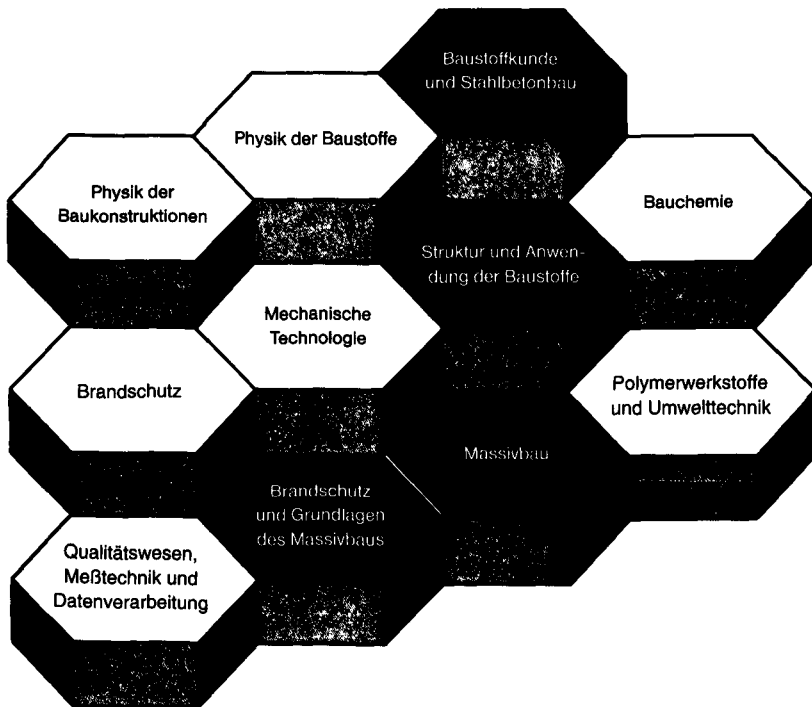 Baustoffkunde
und Stahlbetonbau
Physik der Baustoffe
Physik der
Baukonstruktionen
Bauchemie
Struktur und Anwen-
dung der Baustoffe
Mechanische
Technologie
Brandschutz
Polymerwerkstoffe
und Umwelttechnik
Massivbau
Brandschutz
und Grundlagen
des Massivbaus
Qualitätswesen,
Meßtechnik und
Datenverarbeitung